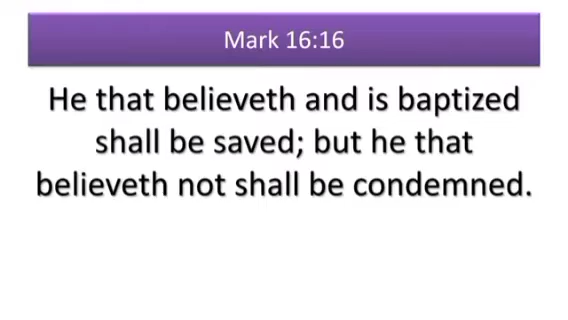 Mark 16:16
He that believeth and is baptized
shall be saved; but he that
believeth not shall be condemned.